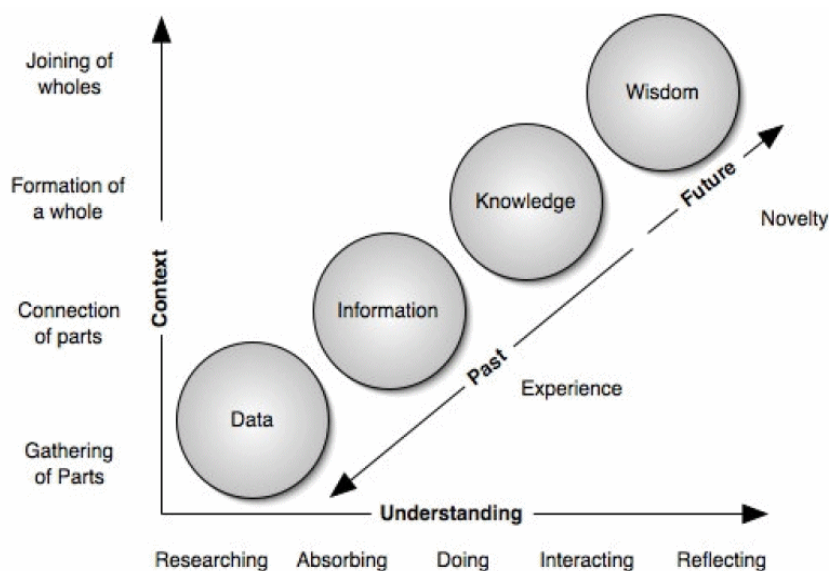 Joining of
wholes
Wisdom
Formation of
a whole
Knowledge
Future
Novelty
Context
Connection
of parts
Information
Past
Experience
Data
Gathering
of Parts
Understanding
Researching Absorbing Doing Interacting Reflecting